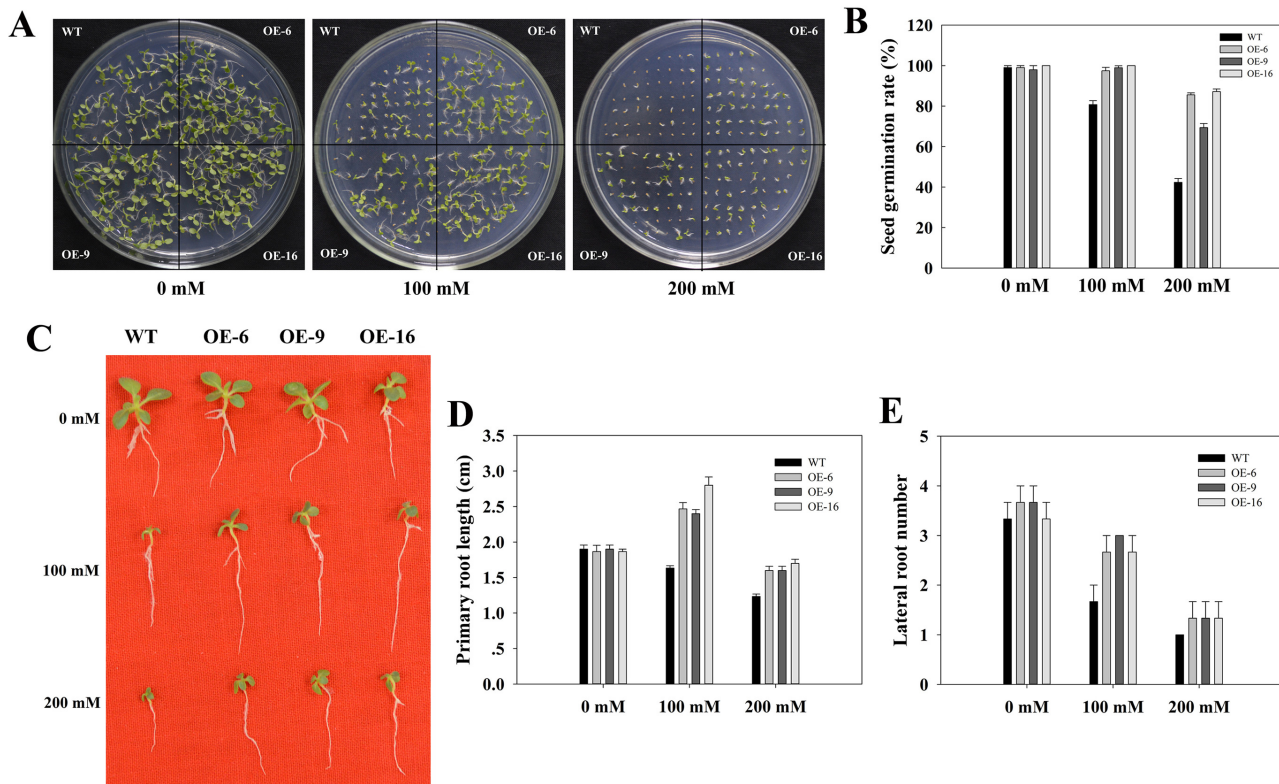 A
WT
OE-6
OE-9
OE-16
0 mM
WT
OE-6
OE-9
OE-16
100 mM
WT
OE-6
OE-9
OE-16
200 mM
B
Seed germination rate (%)
120
100
80
60
40
20
0
WT
OE-6
OE-9
OE-16
0 mM
100 mM
200 mM
C
WT OE-6 OE-9 OE-16
0 mM
100 mM
200 mM
D
Primary root length (cm)
3.5
3.0
2.5
2.0
1.5
1.0
.5
0.0
WT
OE-6
OE-9
OE-16
0 mM
100 mM
200 mM
E
Lateral root number
5
4
3
2
1
0
WT
OE-6
OE-9
OE-16
0 mM
100 mM
200 mM